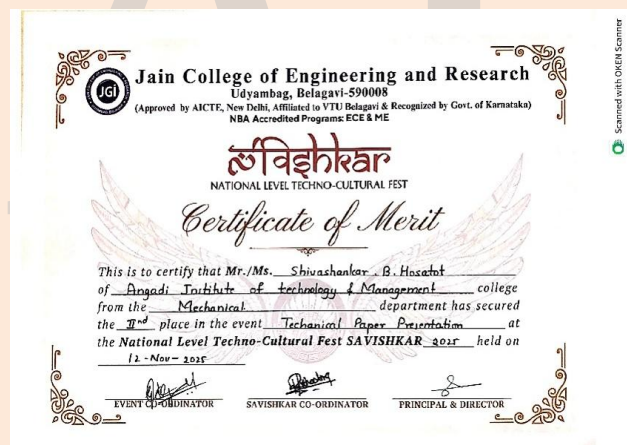 JGI
Jain College of Engineering and Research
Udyambag, Belagavi-590008
(Approved by AICTE, New Delhi, Affiliated to VTU Belagavi & Recognized by Govt. of Karnataka)
NBA Accredited Programs: ECE & ME
साविshkar
NATIONAL LEVEL TECHNO-CULTURAL FEST
Certificate of Merit
This is to certify that Mr./Ms. Shivashankar . B. Hosatot
of Angadi Institute of technology & Management college
from the Mechanical department has secured
the IInd place in the event Techanical Paper Presentation at
the National Level Techno-Cultural Fest SAVISHKAR 2025 held on
12-Nov-2025
EVENT CO-ORDINATOR SAVISHKAR CO-ORDINATOR PRINCIPAL & DIRECTOR
Scanned with OKEN Scanner